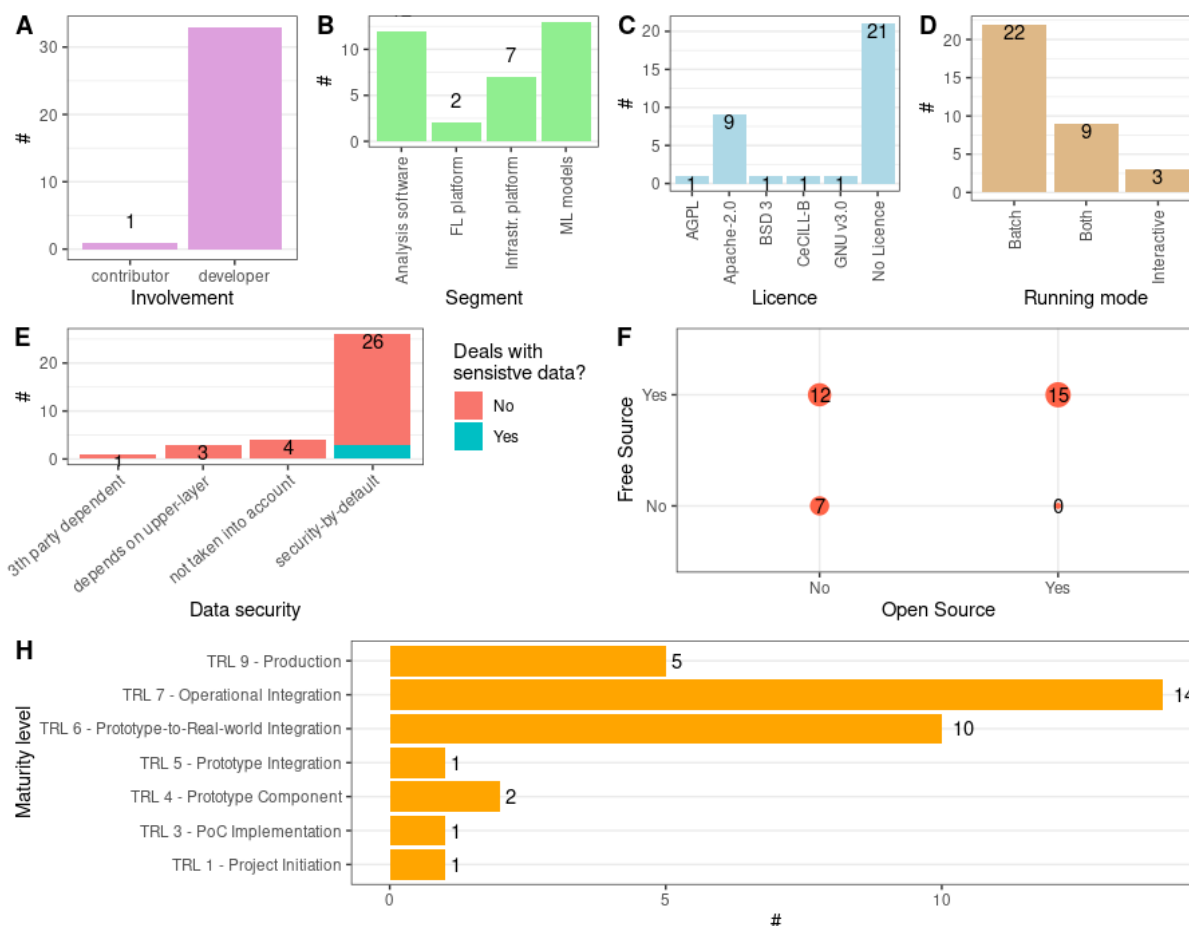 A
#
30
20
10
0
1
contributor
developer
Involvement
B
#
10
5
0
2
7
Analysis software
FL platform
Infrastr. platform
ML models
Segment
C
#
20
10
0
1
9
1
1
1
21
AGPL
Apache-2.0
BSD 3
CeCILL-B
GNU v3.0
No Licence
Licence
D
#
20
15
10
5
0
22
9
3
Batch
Both
Interactive
Running mode
E
#
20
10
0
1
3
4
26
3th party dependent
depends on upper-layer
not taken into account
security-by-default
Data security
Deals with
sensistve data?
No
Yes
F
Free Source
Yes
No
12
15
7
0
No
Yes
Open Source
H
Maturity level
TRL 9 - Production
5
TRL 7 - Operational Integration
14
TRL 6 - Prototype-to-Real-world Integration
10
TRL 5 - Prototype Integration
1
TRL 4 - Prototype Component
2
TRL 3 - PoC Implementation
1
TRL 1 - Project Initiation
1
0
5
10
#